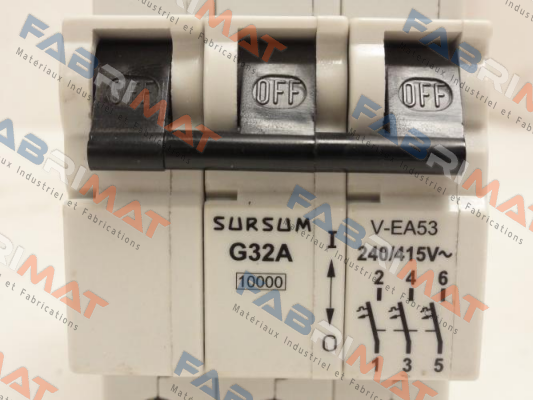 OFF OFF OFF
SURSUM
G32A
10000
I
O
V-EA53
240/415V~
2 4 6
1 3 5
FABRIMAT
Matériaux Industriel et Fabrications